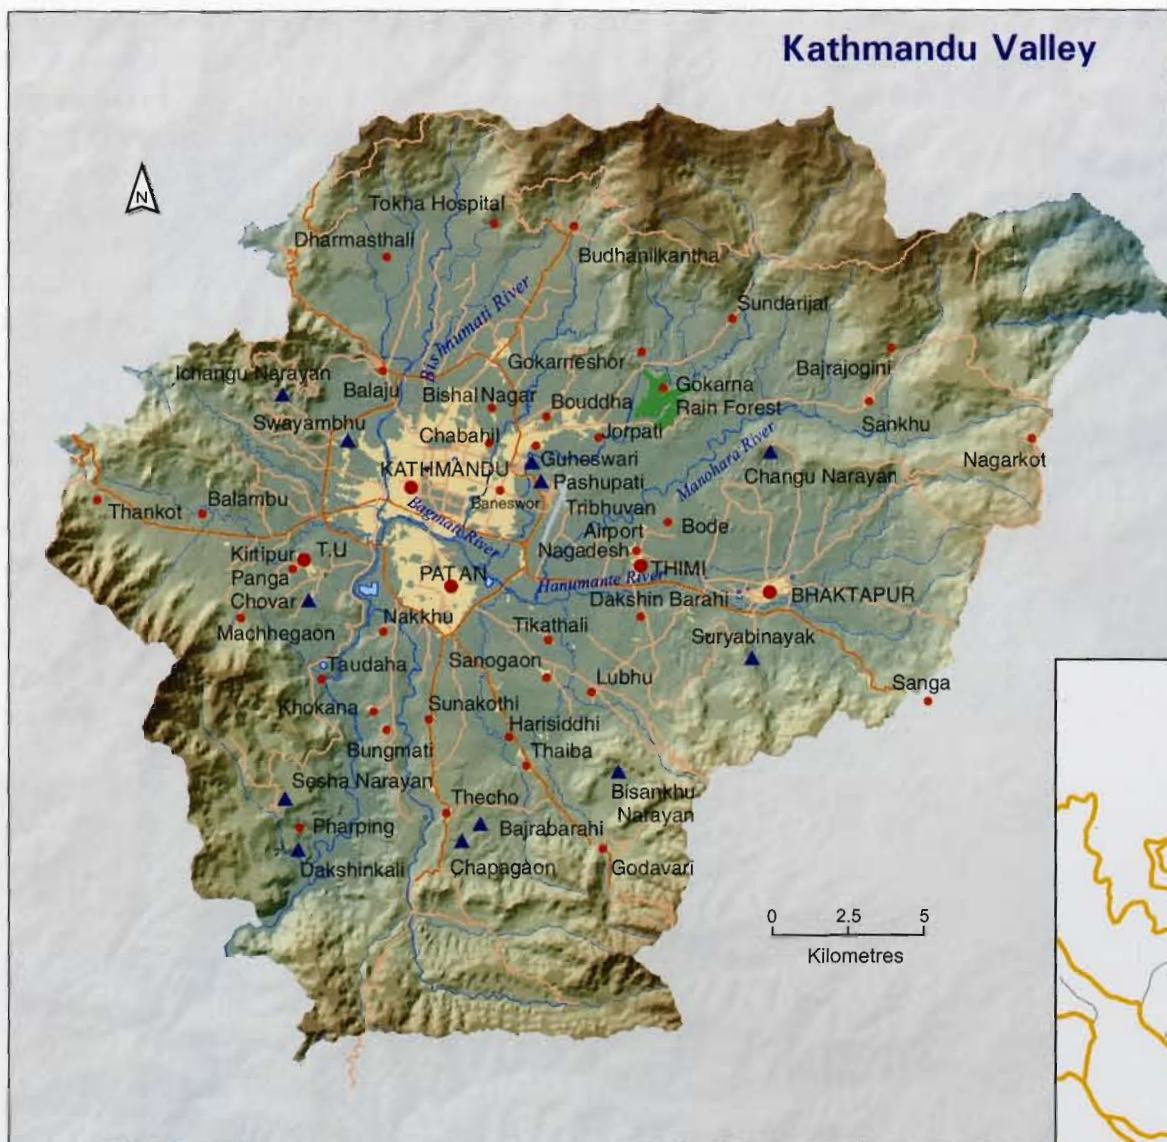 Kathmandu Valley
N
Tokha Hospital
Dharmasthali
Budhanilkantha
Bishnumati River
Sundarijal
Gokarneshor
Bajrajogini
Ichangu Narayan
Balaju
Gokarna
Rain Forest
Bishal Nagar
Bouddha
Sankhu
Swayambhu
Chabahil
Jorpati
Manohara River
Guheswari
Nagarkot
KATHMANDU
Changu Narayan
Pashupati
Baneswor
Thankot
Balambu
Bagmati River
Tribhuvan
Airport
Bode
Kirtipur
T.U
Nagadesh
THIMI
Panga
PATAN
Hanumante River
Chovar
Dakshin Barahi
BHAKTAPUR
Machhegaon
Nakkhu
Tikathali
Suryabinayak
Taudaha
Sanogaon
Lubhu
Sanga
Khokana
Sunakothi
Harisiddhi
Bungmati
Thaiba
Sesha Narayan
Bisankhu
Narayan
Thecho
Pharping
Bajrabarahi
Dakshinkali
Chapagaon
Godavari
0 2.5 5
Kilometres